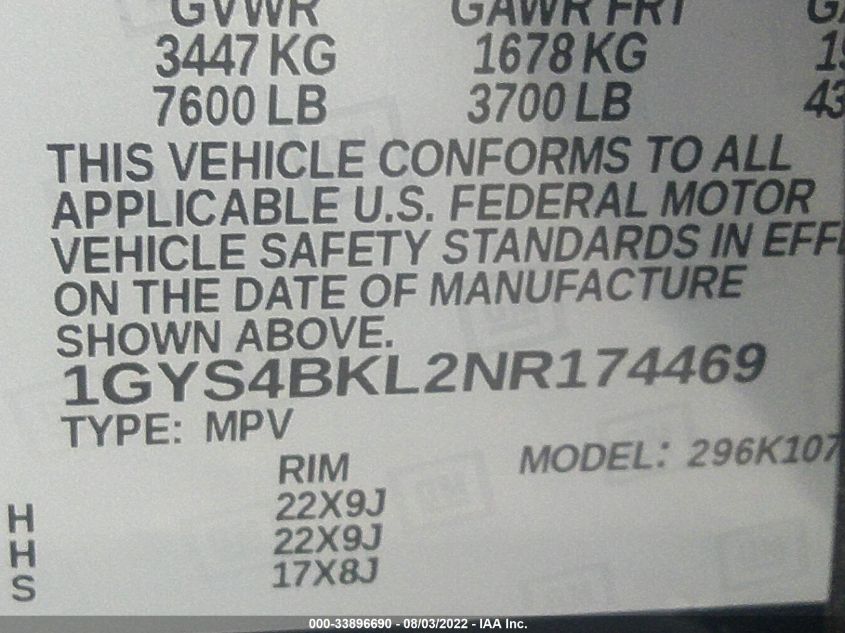 GVWR GAWR FRT
3447 KG 1678 KG
7600 LB 3700 LB
THIS VEHICLE CONFORMS TO ALL
APPLICABLE U.S. FEDERAL MOTOR
VEHICLE SAFETY STANDARDS IN EFFE
ON THE DATE OF MANUFACTURE
SHOWN ABOVE.
1GYS4BKL2NR174469
TYPE: MPV
MODEL: 296K107
RIM
H 22X9J
H 22X9J
S 17X8J
000-33896690 - 08/03/2022 - IAA Inc.